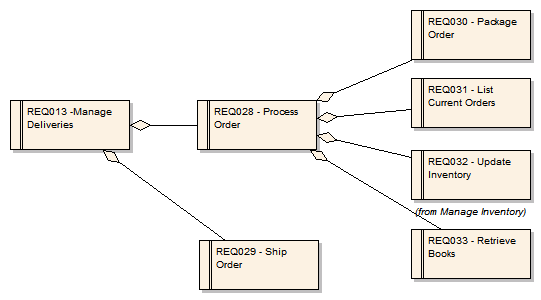 REQ030 - Package
Order
REQ031 - List
Current Orders
REQ013 -Manage
Deliveries
REQ028 - Process
Order
REQ032 - Update
Inventory
(from Manage Inventory)
REQ033 - Retrieve
Books
REQ029 - Ship
Order